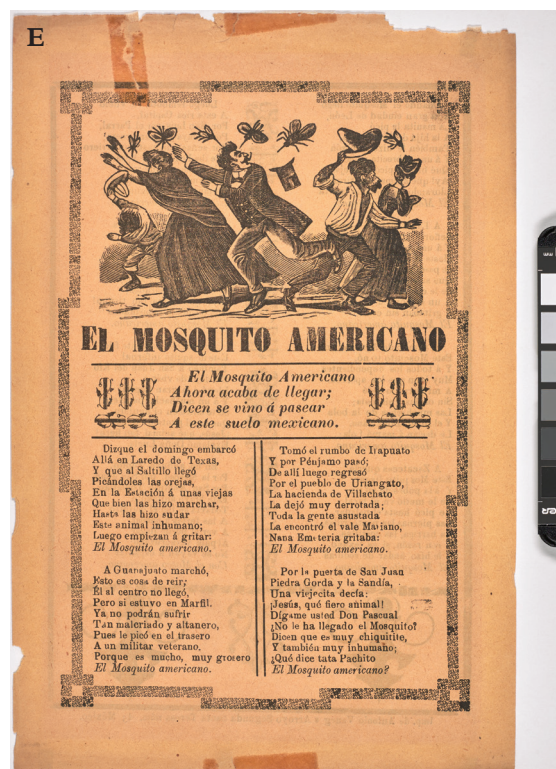 E
EL MOSQUITO AMERICANO
El Mosquito Americano
Ahora acaba de llegar;
Dicen se vino á pasear
A este suelo mexicano.
Dizque el domingo embarcó
Allá en Laredo de Texas,
Y que al Saltillo llegó
Picándoles las orejas,
En la Estación á unas viejas
Que bien las hizo marchar,
Hasta las hizo sudar
Este animal inhumano;
Luego empiezan á gritar:
El Mosquito americano.
A Guanajuato marchó,
Esto es cosa de reir;
Él al centro no llegó,
Pero si estuvo en Marfil.
Ya no podrán sufrir
Tan malcriado y altanero,
Pues le picó en el trasero
A un militar veterano,
Porque es mucho, muy grosero
El Mosquito americano.
Tomó el rumbo de Irapuato
Y por Pénjamo pasó;
De allí luego regresó
Por el pueblo de Uriangato,
La hacienda de Villachato
La dejó muy derrotada;
Toda la gente asustada
La encontró el vale Mariano,
Nana Emeteria gritaba:
El Mosquito americano.
Por la puerta de San Juan
Piedra Gorda y la Sandía,
Una viejecita decía:
¡Jesús, qué fiero animal!
Dígame usted Don Pascual
¿No le ha llegado el Mosquito?
Dicen que es muy chiquitite,
Y también muy inhumano;
¿Qué dice tata Pachito
El Mosquito americano?